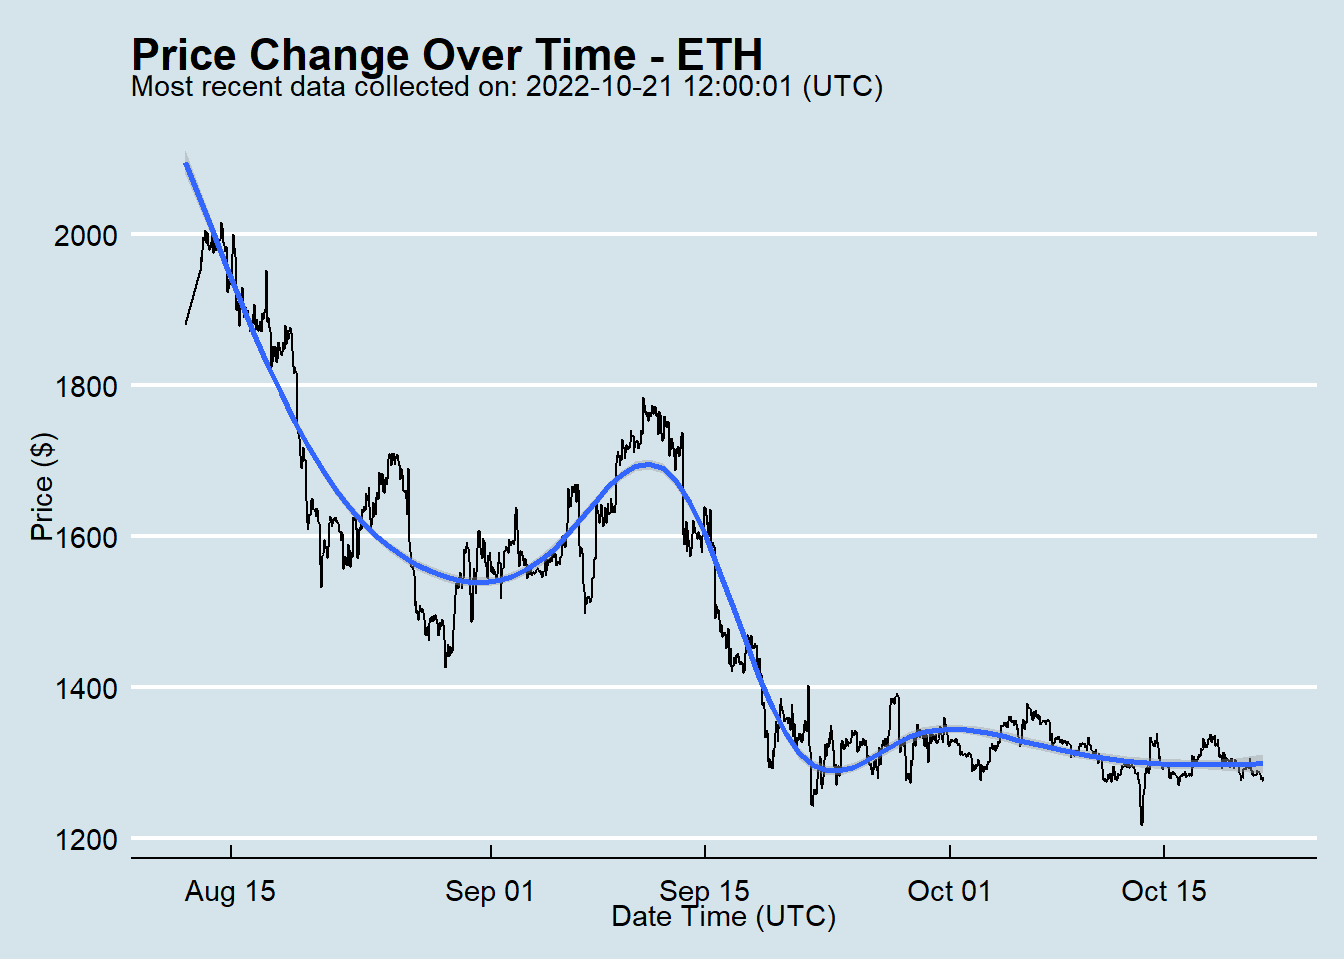 Price Change Over Time - ETH
Most recent data collected on: 2022-10-21 12:00:01 (UTC)
Price ($)
2000
1800
1600
1400
1200
Aug 15 Sep 01 Sep 15 Oct 01 Oct 15
Date Time (UTC)